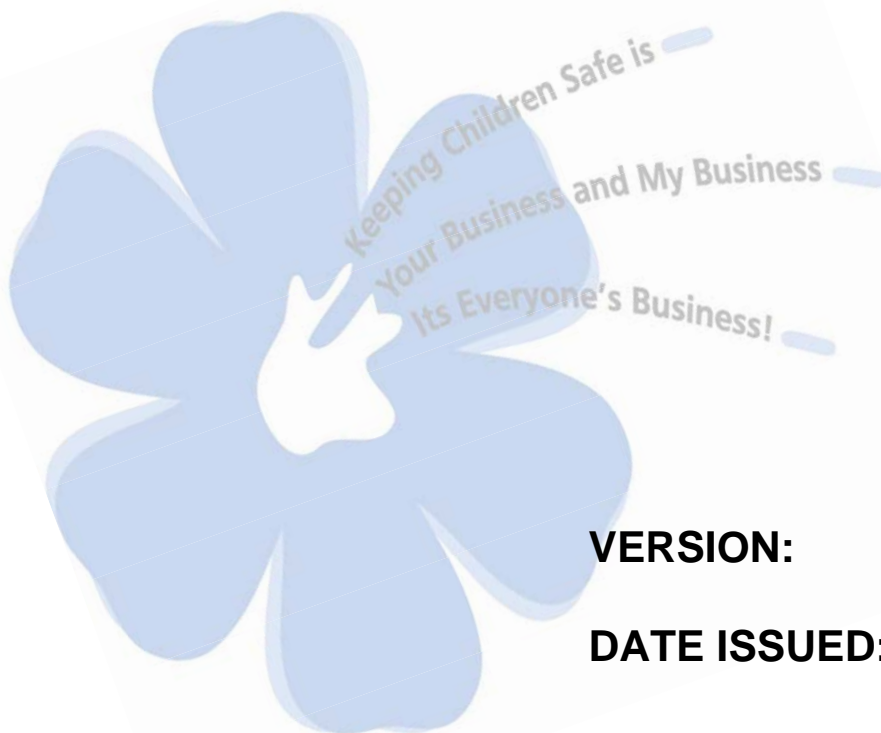 Keeping Children Safe is
Your Business and My Business
Its Everyone's Business!
VERSION:
DATE ISSUED: